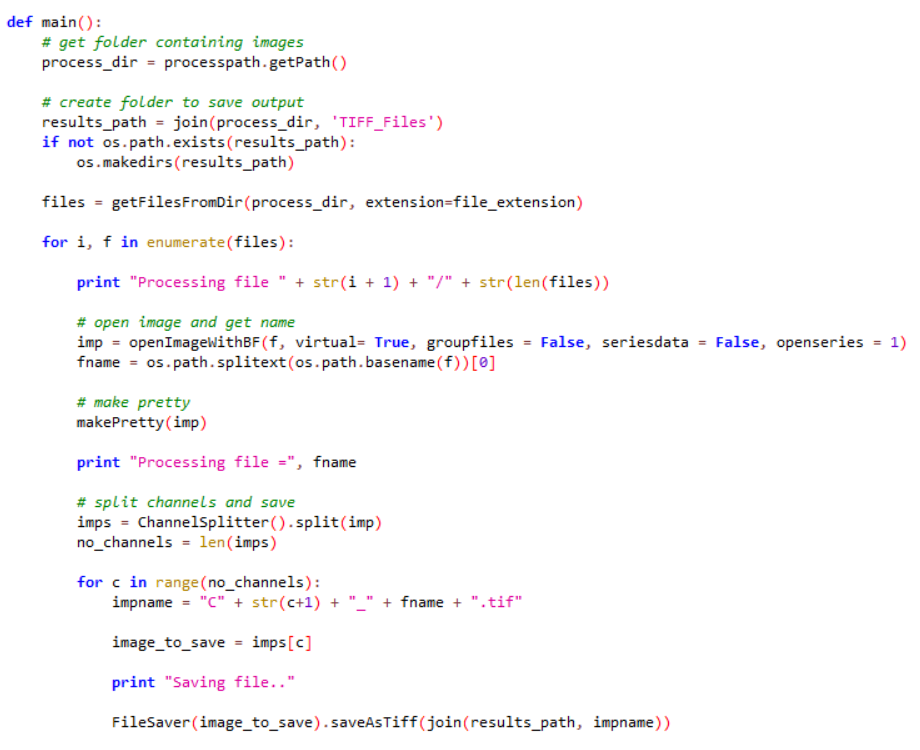 def main():
    # get folder containing images
    process_dir = processpath.getPath()
    # create folder to save output
    results_path = join(process_dir, 'TIFF_Files')
    if not os.path.exists(results_path):
        os.makedirs(results_path)
    files = getFilesFromDir(process_dir, extension=file_extension)
    for i, f in enumerate(files):
        print "Processing file " + str(i + 1) + "/" + str(len(files))
        # open image and get name
        imp = openImageWithBF(f, virtual= True, groupfiles = False, seriesdata = False, openseries = 1)
        fname = os.path.splitext(os.path.basename(f))[0]
        # make pretty
        makePretty(imp)
        print "Processing file =", fname
        # split channels and save
        imps = ChannelSplitter().split(imp)
        no_channels = len(imps)
        for c in range(no_channels):
            impname = "C" + str(c+1) + "_" + fname + ".tif"
            image_to_save = imps[c]
            print "Saving file.."
            FileSaver(image_to_save).saveAsTiff(join(results_path, impname))